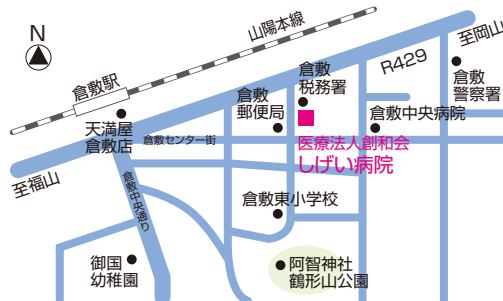 N
山陽本線
至岡山
倉敷駅
R429
倉敷
税務署
倉敷
警察署
倉敷
郵便局
倉敷中央病院
天満屋
倉敷店
倉敷センター街
医療法人創和会
しげい病院
至福山
倉敷中央通り
倉敷東小学校
御国
幼稚園
阿智神社
鶴形山公園